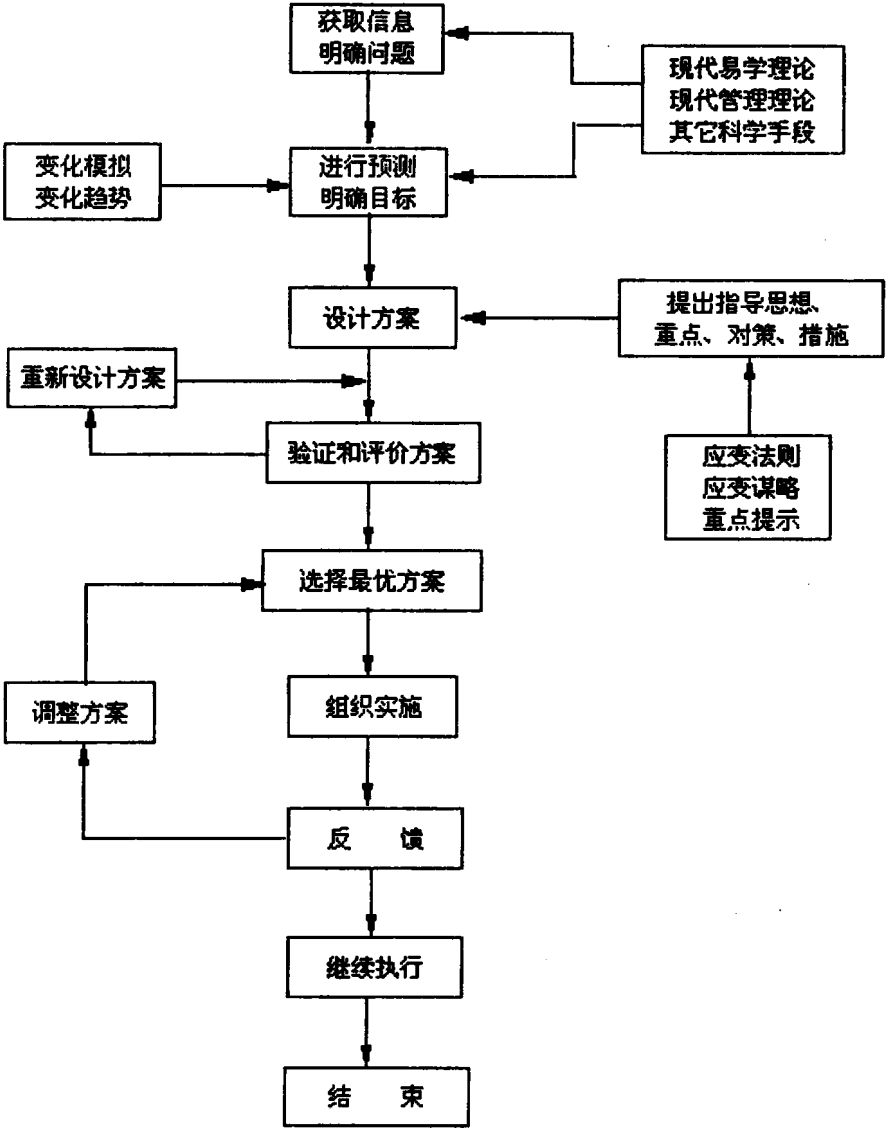 获取信息
明确问题
现代易学理论
现代管理理论
其它科学手段
变化模拟
变化趋势
进行预测
明确目标
设计方案
提出指导思想、
重点、对策、措施
重新设计方案
验证和评价方案
应变法则
应变谋略
重点提示
选择最优方案
调整方案
组织实施
反 馈
继续执行
结 束